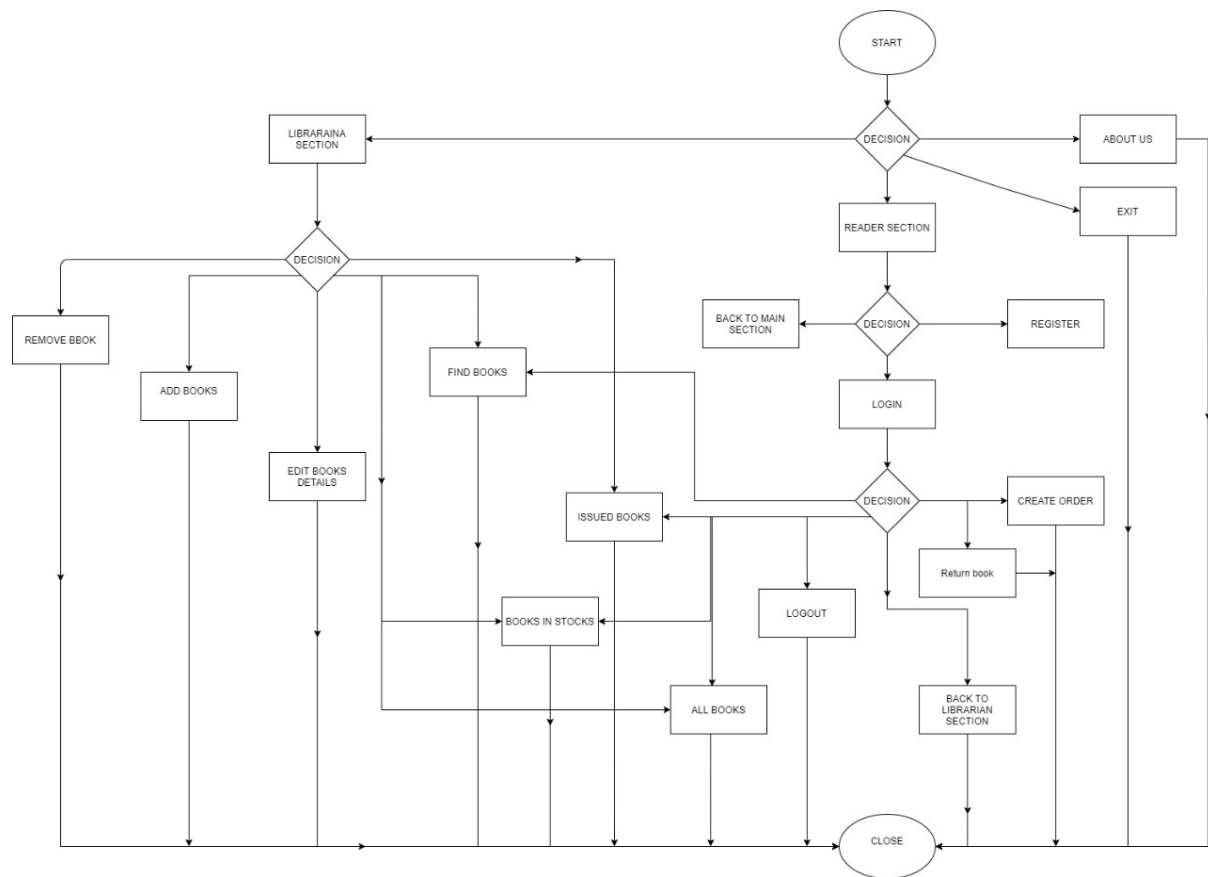 START
LIBRARAINA
SECTION
DECISION
ABOUT US
EXIT
READER SECTION
DECISION
REMOVE BBOK
BACK TO MAIN
SECTION
DECISION
REGISTER
FIND BOOKS
ADD BOOKS
LOGIN
EDIT BOOKS
DETAILS
ISSUED BOOKS
DECISION
CREATE ORDER
Return book
BOOKS IN STOCKS
LOGOUT
ALL BOOKS
BACK TO
LIBRARIAN
SECTION
CLOSE